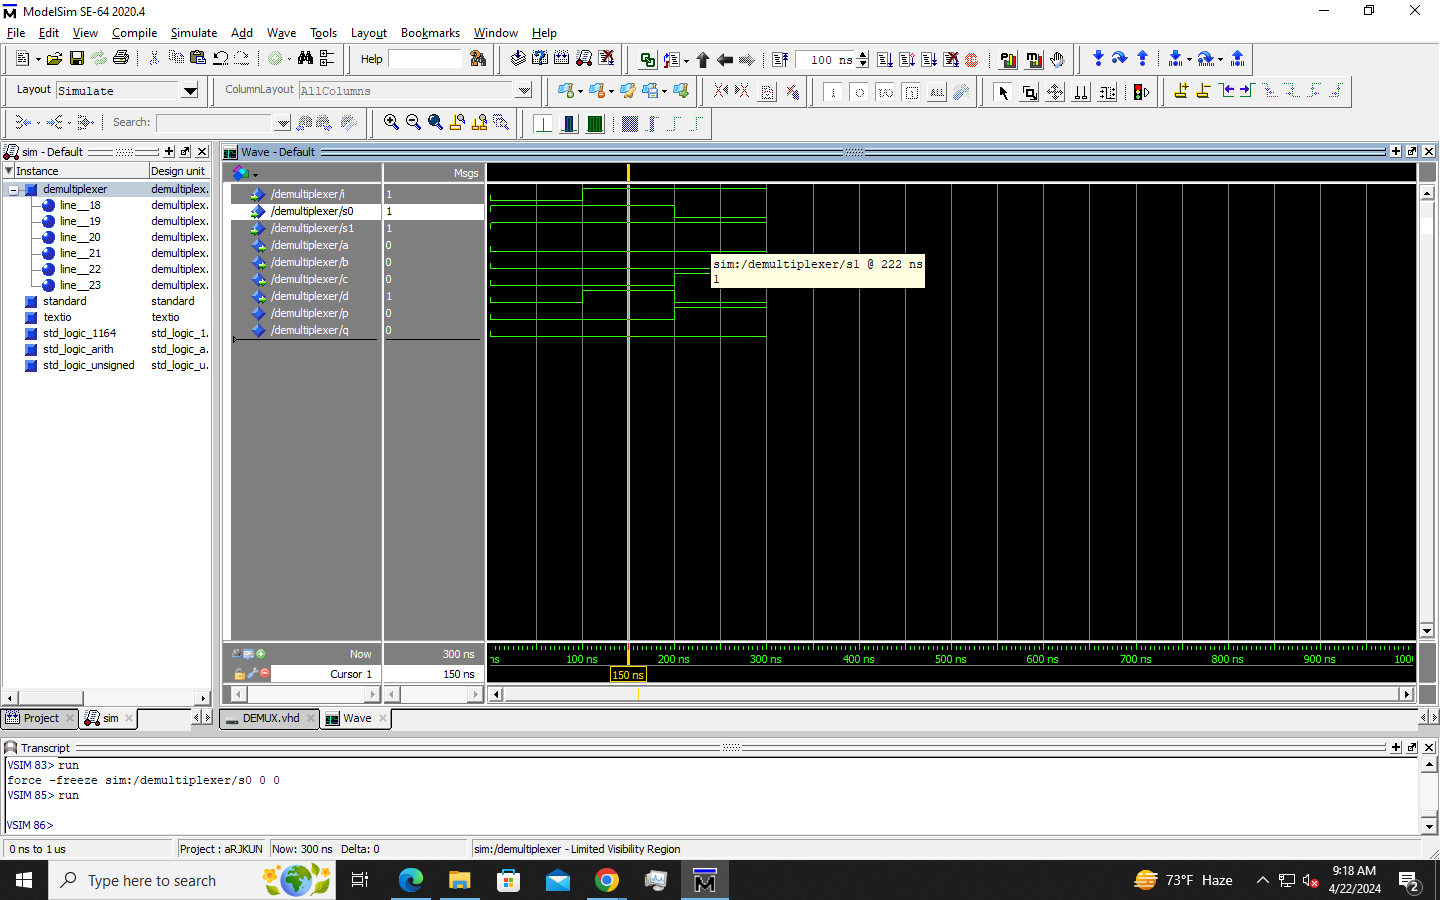 ModelSim SE-64 2020.4
File Edit View Compile Simulate Add Wave Tools Layout Bookmarks Window Help
Help 100 ns
Layout Simulate ColumnLayout AllColumns
Search:
sim - Default Wave - Default
Instance Design unit Msgs
demultiplexer demultiplex.
line__18 demultiplex.
line__19 demultiplex.
line__20 demultiplex.
line__21 demultiplex.
line__22 demultiplex.
line__23 demultiplex.
standard standard
textio textio
std_logic_1164 std_logic_1.
std_logic_arith std_logic_a.
std_logic_unsigned std_logic_u.
/demultiplexer/i 1
/demultiplexer/s0 1
/demultiplexer/s1 1
/demultiplexer/a 0
/demultiplexer/b 0
/demultiplexer/c 0
/demultiplexer/d 1
/demultiplexer/p 0
/demultiplexer/q 0
sim:/demultiplexer/s1 @ 222 ns
1
Now 300 ns ns 100 ns 200 ns 300 ns 400 ns 500 ns 600 ns 700 ns 800 ns 900 ns 1000
Cursor 1 150 ns 150 ns
Project sim DEMUX.vhd Wave
Transcript
VSIM 83> run
force -freeze sim:/demultiplexer/s0 0 0
VSIM 85> run
VSIM 86>
0 ns to 1 us Project : aRJKUN Now: 300 ns Delta: 0 sim:/demultiplexer - Limited Visibility Region
Type here to search 73°F Haze 9:18 AM
4/22/2024 2